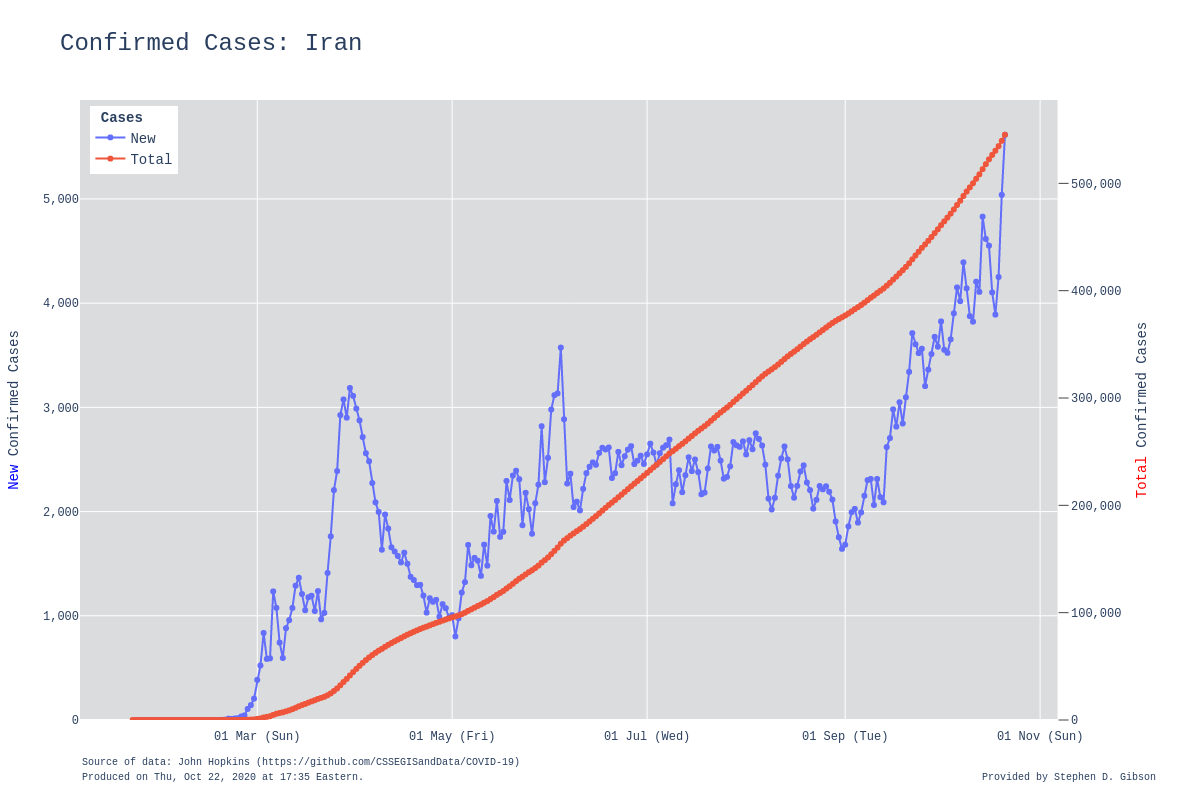 Confirmed Cases: Iran
Cases
New
Total
5,000
4,000
3,000
2,000
1,000
0
New Confirmed Cases
500,000
400,000
300,000
200,000
100,000
0
Total Confirmed Cases
01 Mar (Sun)
01 May (Fri)
01 Jul (Wed)
01 Sep (Tue)
01 Nov (Sun)
Source of data: John Hopkins (https://github.com/CSSEGISandData/COVID-19)
Produced on Thu, Oct 22, 2020 at 17:35 Eastern.
Provided by Stephen D. Gibson